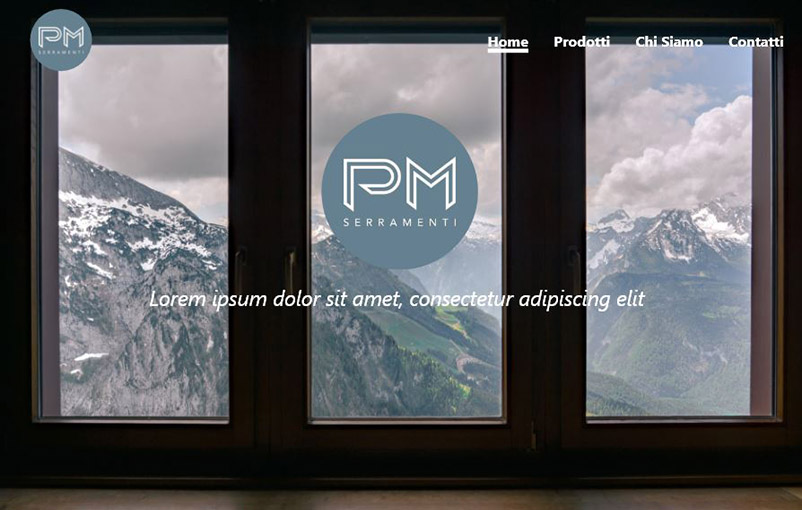 PM
SERRAMENTI
Home Prodotti Chi Siamo Contatti
PM
SERRAMENTI
Lorem ipsum dolor sit amet, consectetur adipiscing elit